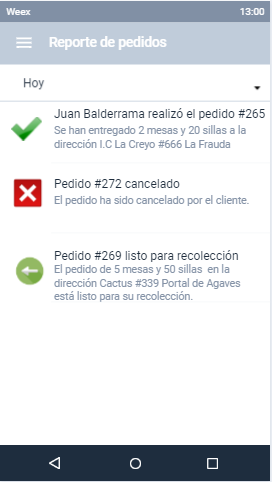 Weex 13:00
Reporte de pedidos
Hoy
Juan Balderrama realizó el pedido #265
Se han entregado 2 mesas y 20 sillas a la
dirección I.C La Creyo #666 La Frauda
Pedido #272 cancelado
El pedido ha sido cancelado por el cliente.
Pedido #269 listo para recolección
El pedido de 5 mesas y 50 sillas en la
dirección Cactus #339 Portal de Agaves
está listo para su recolección.